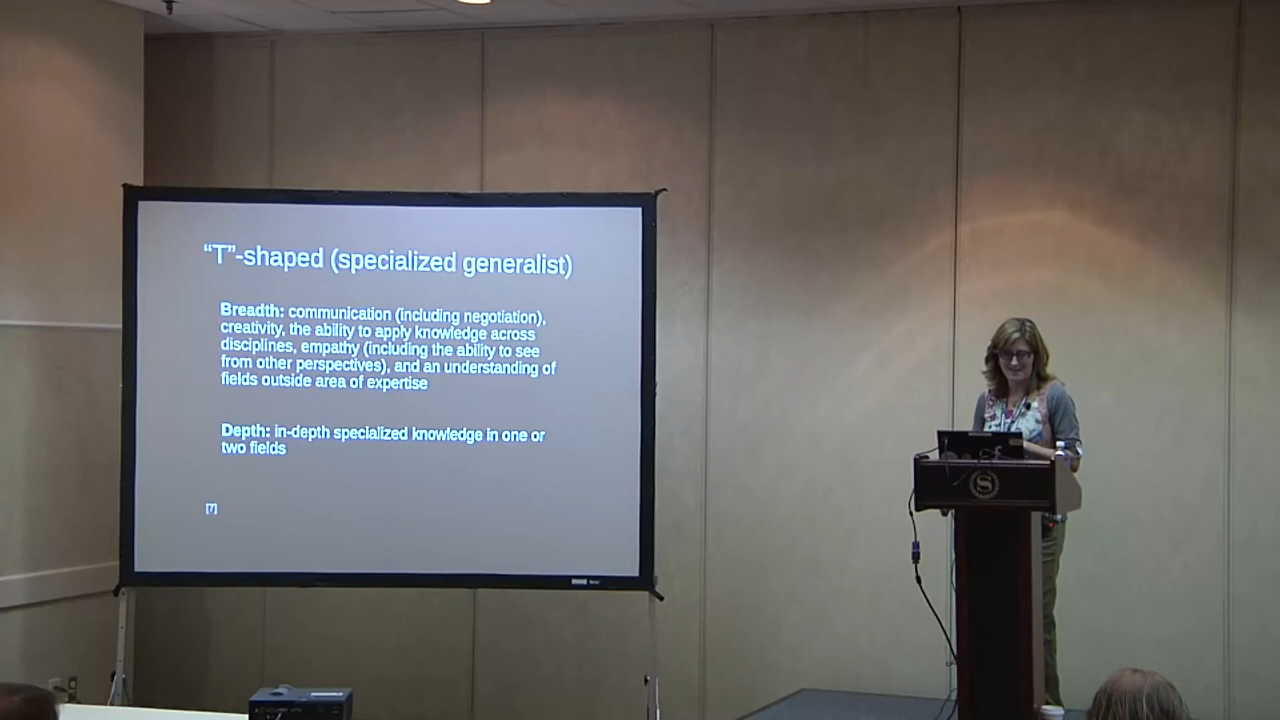 “T”-shaped (specialized generalist)
Breadth: communication (including negotiation),
creativity, the ability to apply knowledge across
disciplines, empathy (including the ability to see
from other perspectives), and an understanding of
fields outside area of expertise
Depth: in-depth specialized knowledge in one or
two fields
[7]
S